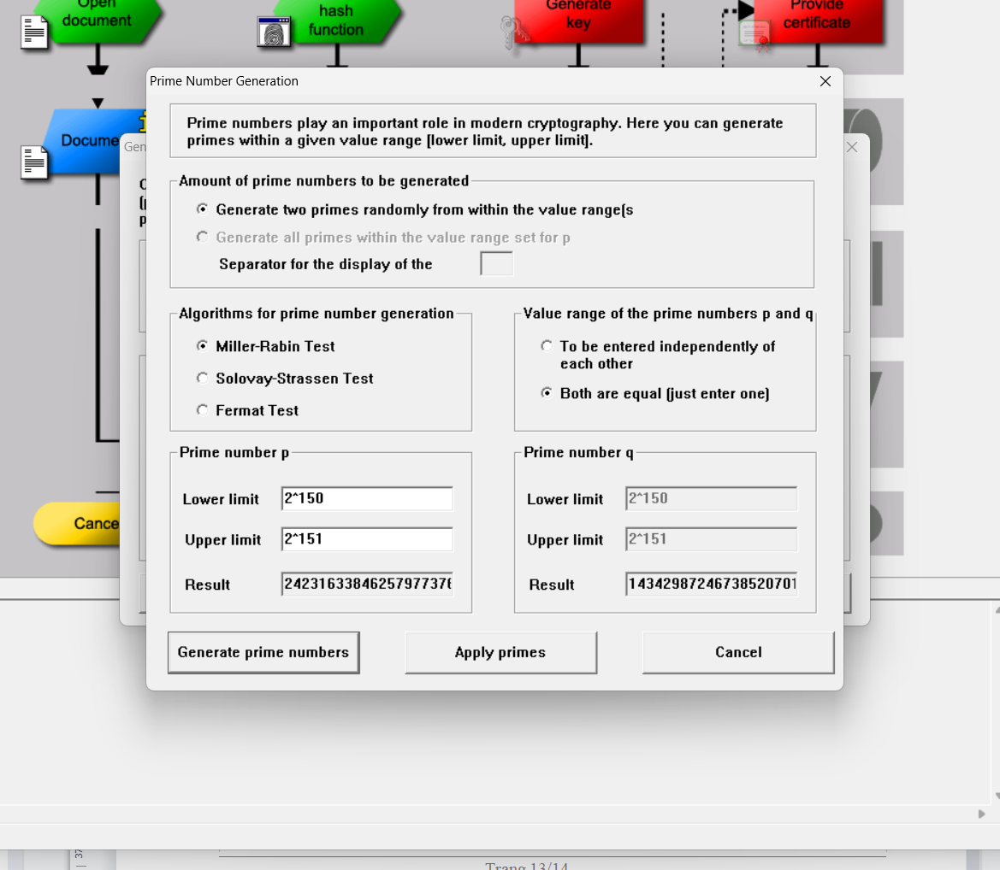 Open
document
hash
function
Generate
key
Provide
certificate
Prime Number Generation
Prime numbers play an important role in modern cryptography. Here you can generate
primes within a given value range [lower limit, upper limit].
Docume
Gen
Amount of prime numbers to be generated
Generate two primes randomly from within the value range(s
Generate all primes within the value range set for p
Separator for the display of the
Algorithms for prime number generation
Value range of the prime numbers p and q
Miller-Rabin Test
To be entered independently of
each other
Solovay-Strassen Test
Both are equal (just enter one)
Fermat Test
Prime number p
Prime number q
Lower limit 2^150
Lower limit 2^150
Cance
Upper limit 2^151
Upper limit 2^151
Result 2423163384625797737
Result 14342987246738520701
Generate prime numbers
Apply primes
Cancel
37
Trang 13/14